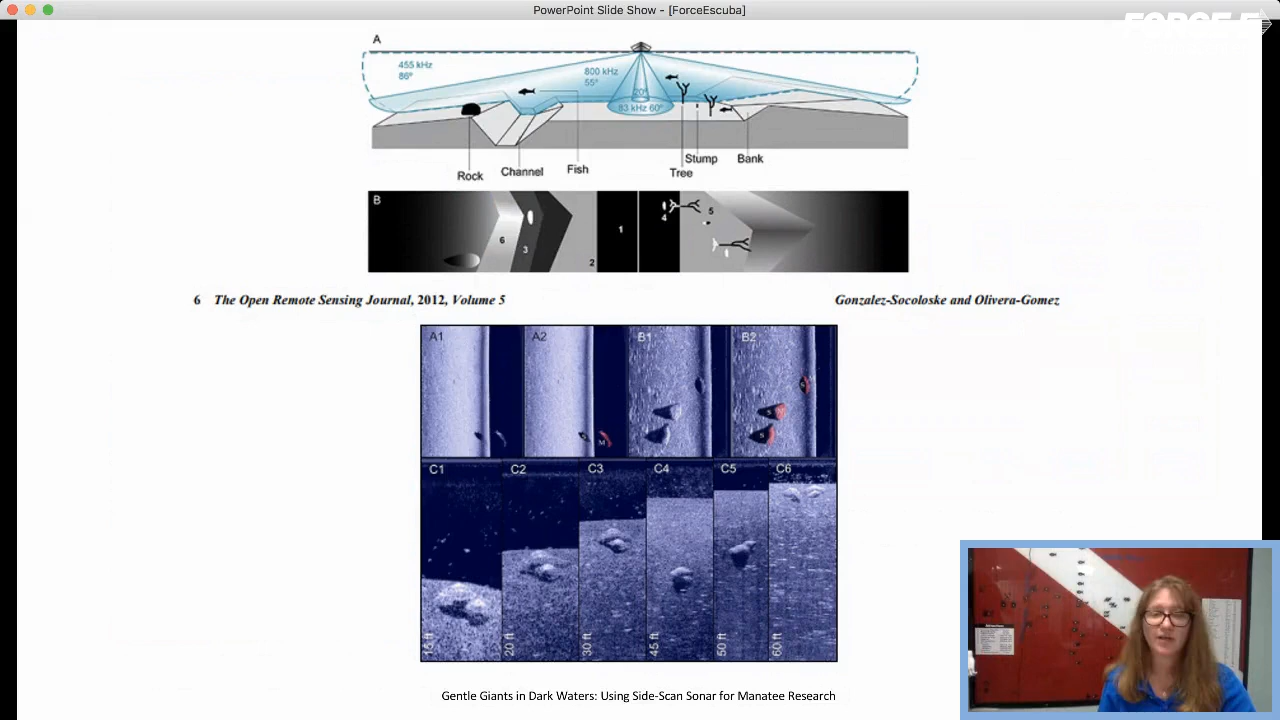 PowerPoint Slide Show - [ForceEscuba]
FORCE-E
A
455 kHz
86°
800 kHz
55°
20°
83 kHz 60°
Rock
Channel
Fish
Tree
Stump
Bank
B
6
3
2
1
4
5
6 The Open Remote Sensing Journal, 2012, Volume 5
Gonzalez-Socoloske and Olivera-Gomez
A1
A2
B1
B2
M
S
S
S
C1
C2
C3
C4
C5
C6
15 ft
20 ft
30 ft
45 ft
50 ft
60 ft
Gentle Giants in Dark Waters: Using Side-Scan Sonar for Manatee Research